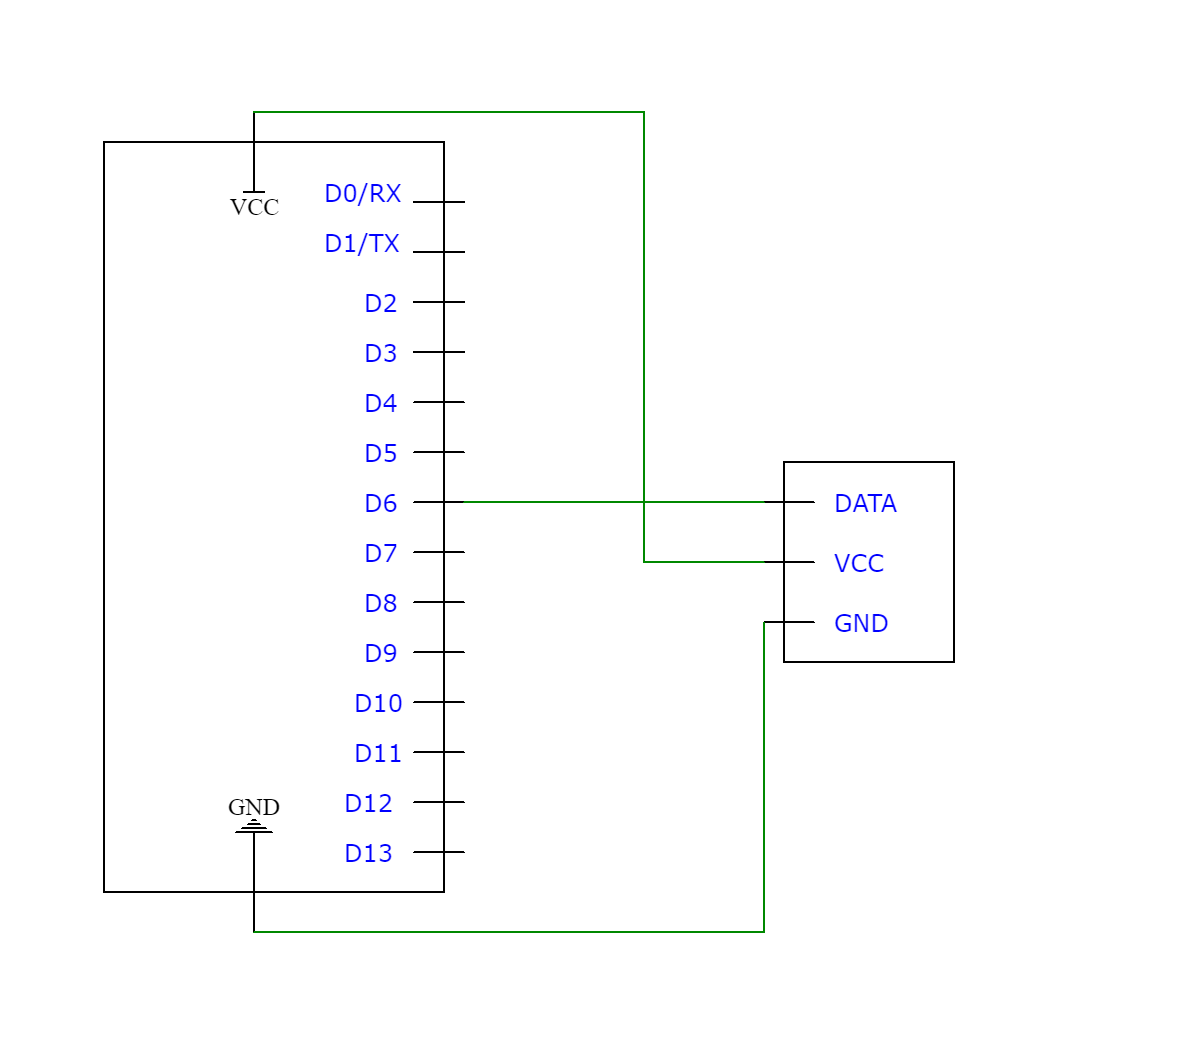 VCC
D0/RX
D1/TX
D2
D3
D4
D5
D6
D7
D8
D9
D10
D11
D12
D13
GND
DATA
VCC
GND